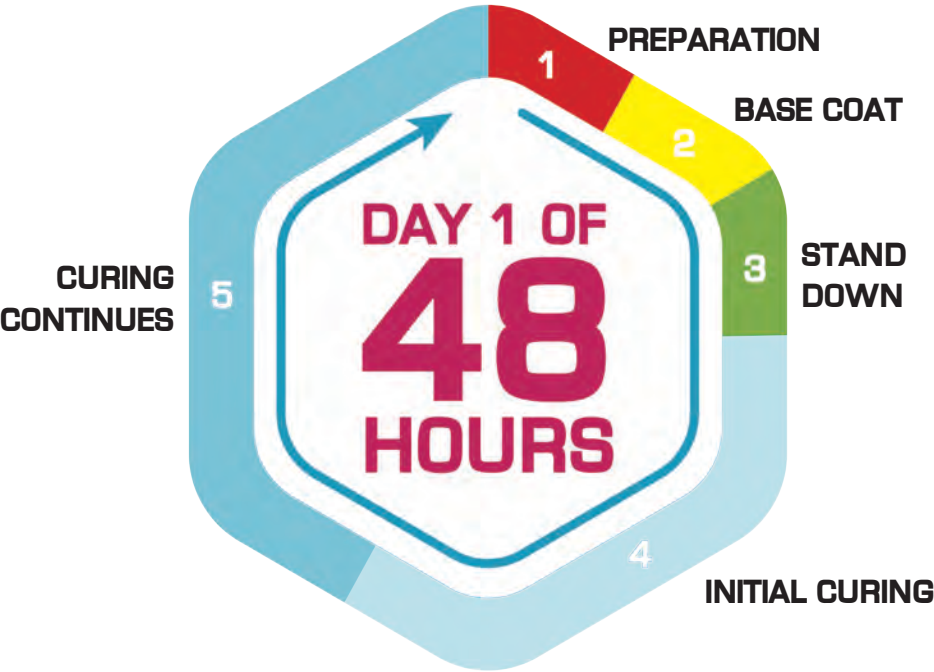 1
PREPARATION
2
BASE COAT
3
STAND
DOWN
4
INITIAL CURING
5
CURING
CONTINUES
DAY 1 OF
48
HOURS